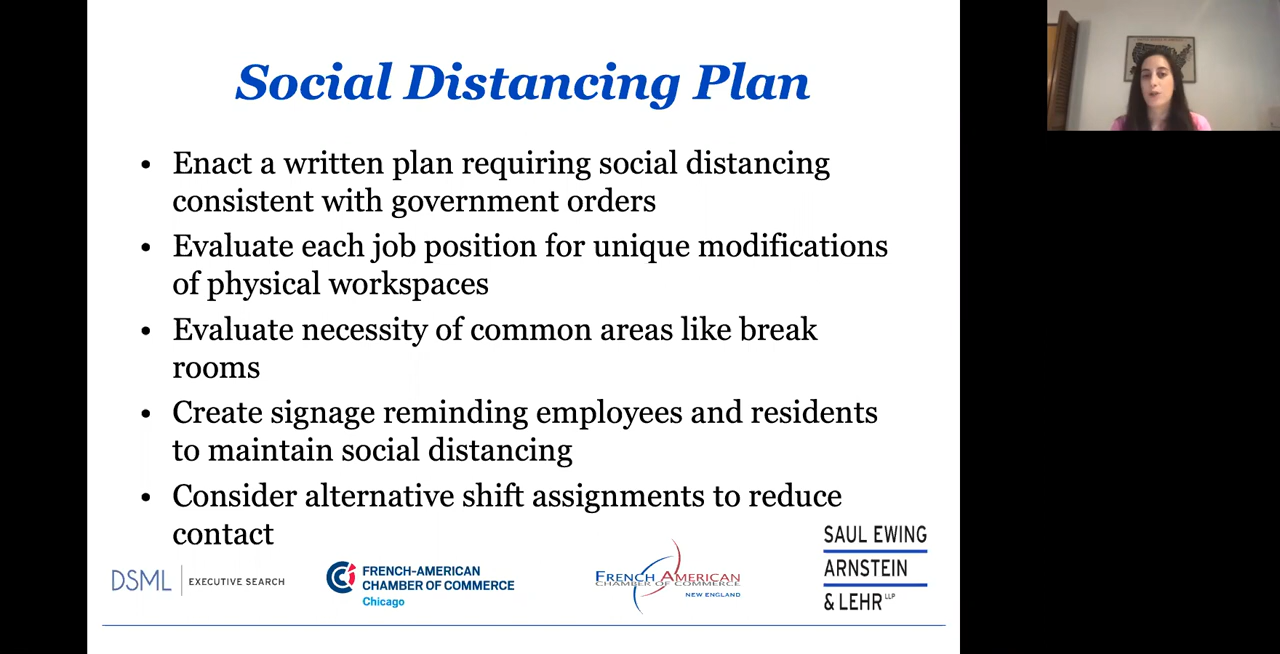 Social Distancing Plan
• Enact a written plan requiring social distancing
consistent with government orders
• Evaluate each job position for unique modifications
of physical workspaces
• Evaluate necessity of common areas like break
rooms
• Create signage reminding employees and residents
to maintain social distancing
• Consider alternative shift assignments to reduce
contact
DSML EXECUTIVE SEARCH
FRENCH-AMERICAN
CHAMBER OF COMMERCE
Chicago
FRENCH AMERICAN
CHAMBER OF COMMERCE
NEW ENGLAND
SAUL EWING
ARNSTEIN
& LEHR LLP